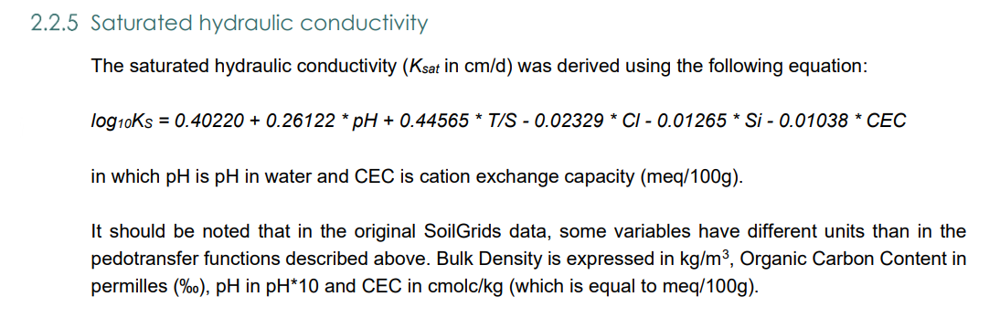 2.2.5 Saturated hydraulic conductivity
The saturated hydraulic conductivity (Ksat in cm/d) was derived using the following equation:
log10Ks = 0.40220 + 0.26122 * pH + 0.44565 * T/S - 0.02329 * Cl - 0.01265 * Si - 0.01038 * CEC
in which pH is pH in water and CEC is cation exchange capacity (meq/100g).
It should be noted that in the original SoilGrids data, some variables have different units than in the
pedotransfer functions described above. Bulk Density is expressed in kg/m³, Organic Carbon Content in
permilles (‰), pH in pH*10 and CEC in cmolc/kg (which is equal to meq/100g).